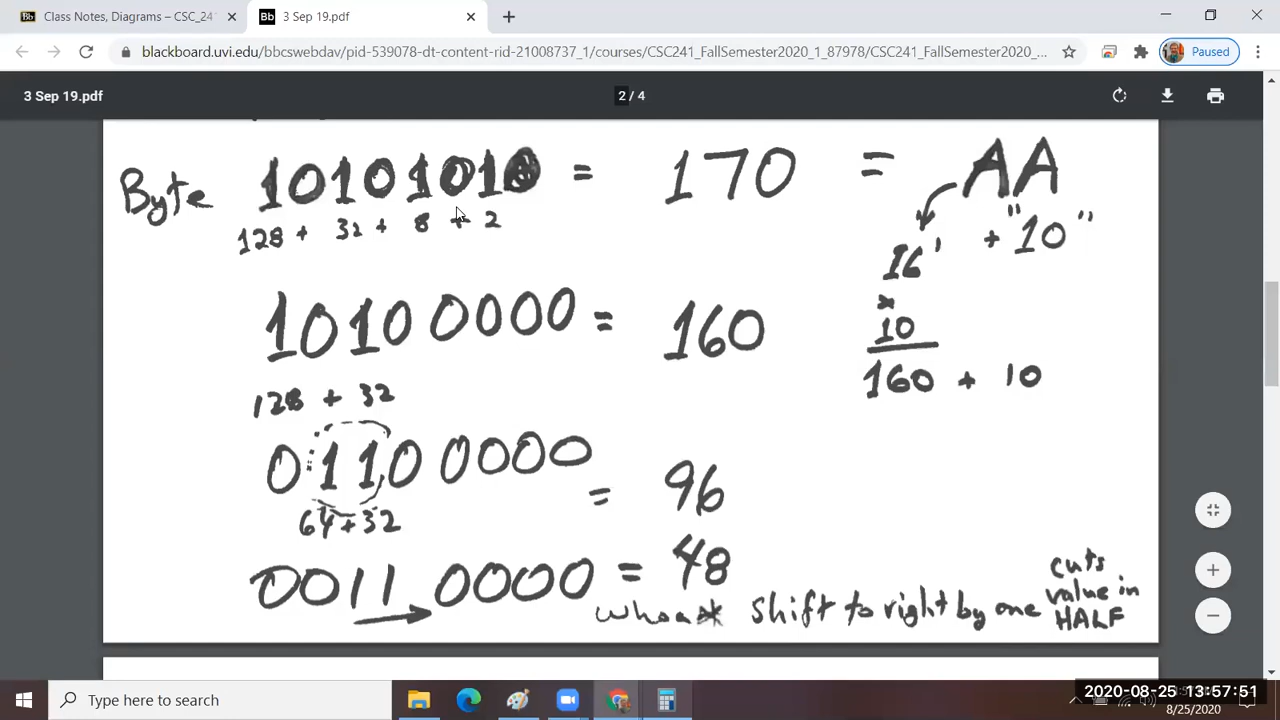 Class Notes, Diagrams – CSC_24
3 Sep 19.pdf
blackboard.uvi.edu/bbcswebdav/pid-539078-dt-content-rid-21008737_1/courses/CSC241_FallSemester2020_1_87978/CSC241_FallSemester2020_...
Paused
3 Sep 19.pdf
2 / 4
Byte 10101010 = 170 = AA
128 + 32 + 8 + 2
16' + "10"
×
10
160 + 10
10100000 = 160
128 + 32
01100000 = 96
64+32
00110000 = 48
whoa* shift to right by one cuts value in HALF
Type here to search
2020-08-25 13:57:51
8/25/2020